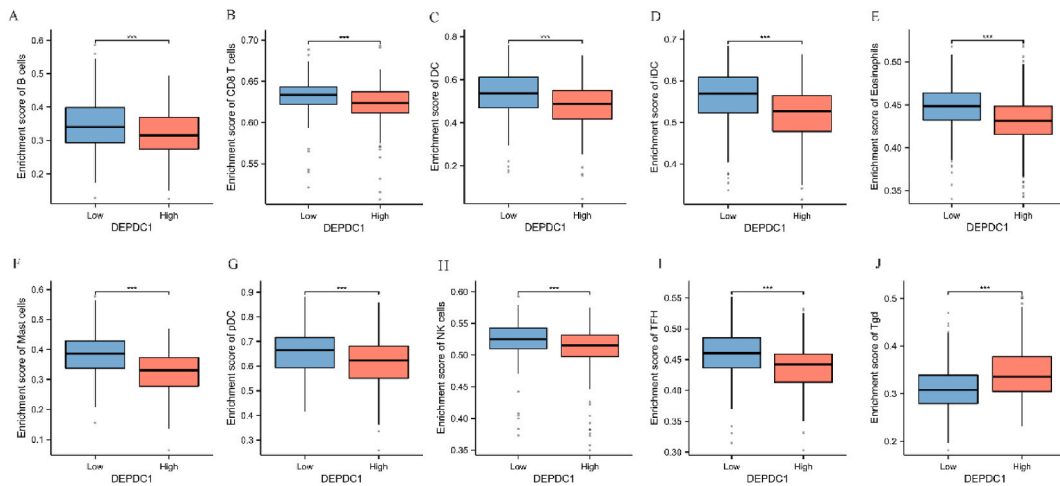 A
Enrichment score of B cells
0.6
0.5
0.4
0.3
0.2
***
Low
High
DEPDC1
B
Enrichment score of CD8 T cells
0.70
0.65
0.60
0.55
***
Low
High
DEPDC1
C
Enrichment score of DC
0.8
0.6
0.4
0.2
***
Low
High
DEPDC1
D
Enrichment score of iDC
0.7
0.6
0.5
0.4
***
Low
High
DEPDC1
E
Enrichment score of Eosinophils
0.50
0.45
0.40
0.35
***
Low
High
DEPDC1
F
Enrichment score of Mast cells
0.6
0.5
0.4
0.3
0.2
0.1
***
Low
High
DEPDC1
G
Enrichment score of pDC
0.9
0.8
0.7
0.6
0.5
0.4
0.3
***
Low
High
DEPDC1
H
Enrichment score of NK cells
0.60
0.55
0.50
0.45
0.40
0.35
***
Low
High
DEPDC1
I
Enrichment score of TFH
0.55
0.50
0.45
0.40
0.35
0.30
***
Low
High
DEPDC1
J
Enrichment score of Tgd
0.5
0.4
0.3
0.2
***
Low
High
DEPDC1